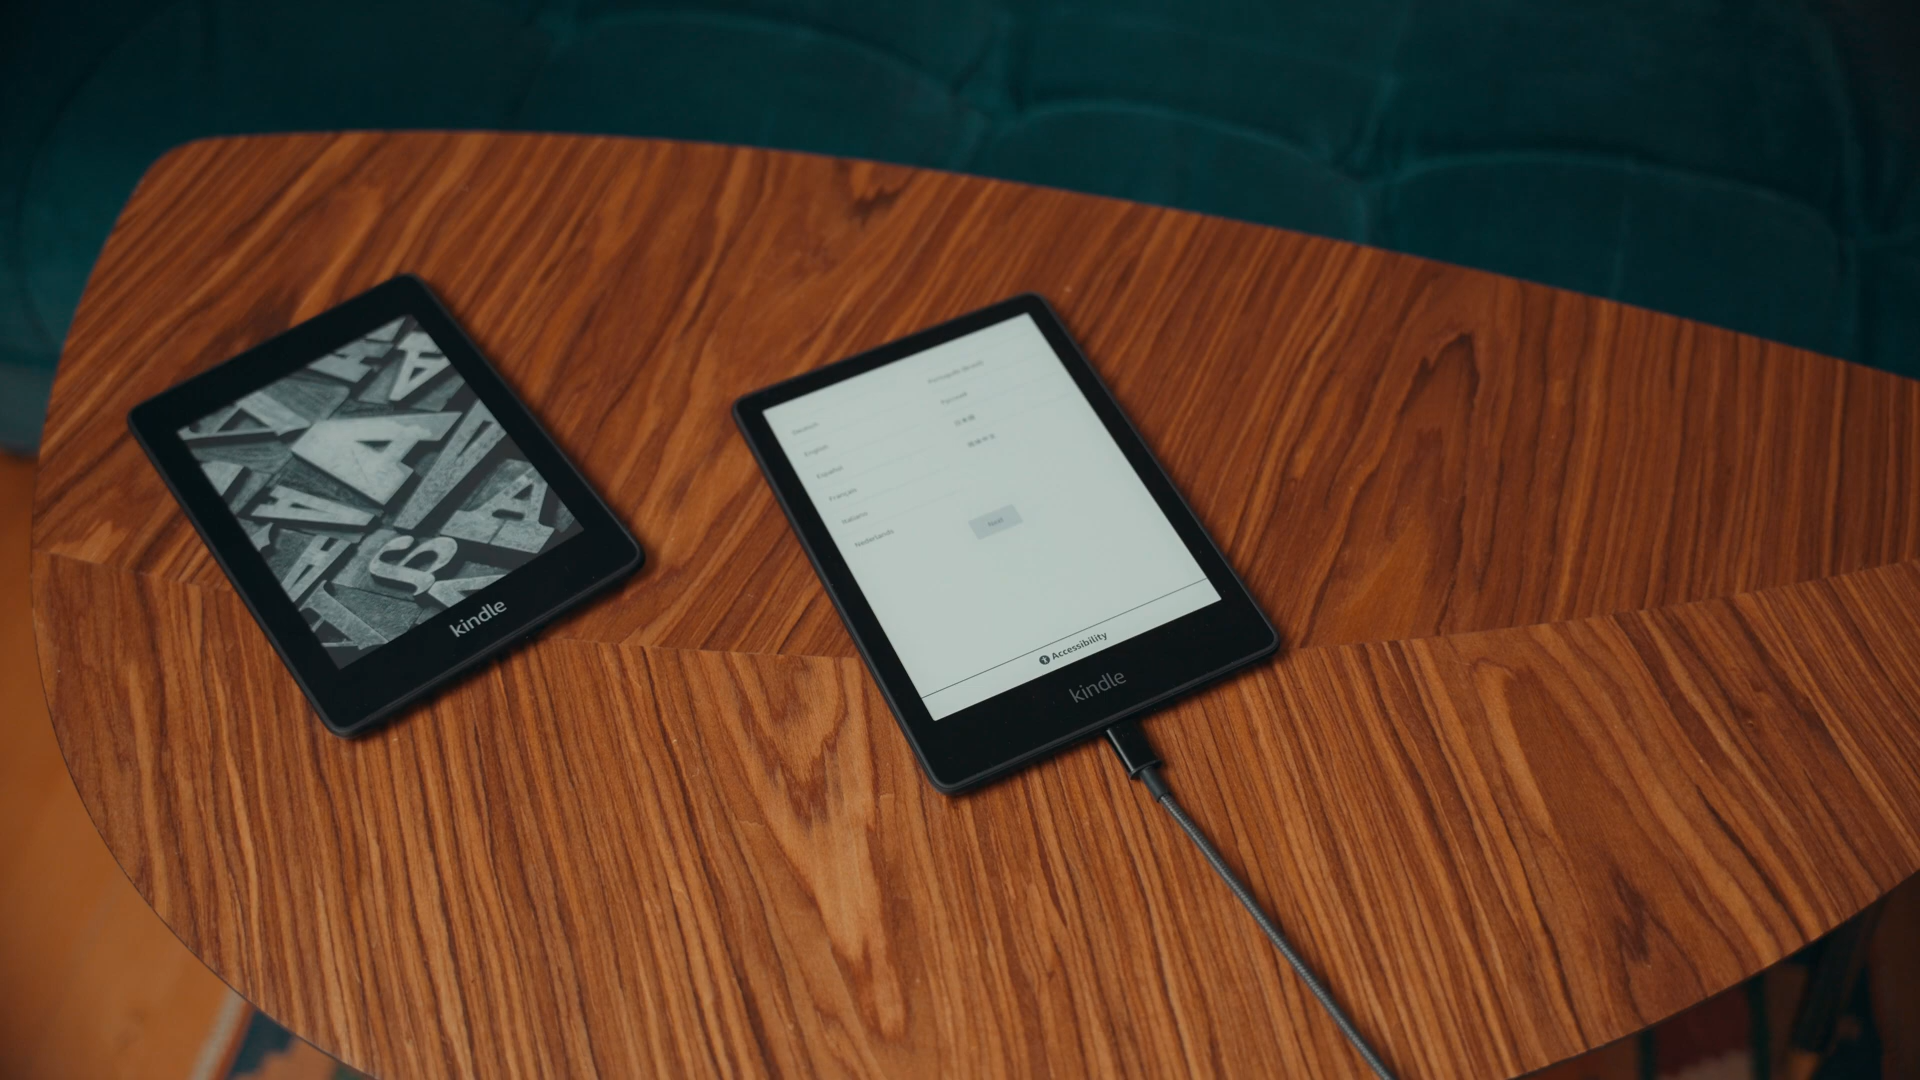 kindle
Deutsch
English
Español
Français
Italiano
Nederlands
Português (Brasil)
Русский
日本語
简体中文
Next
Accessibility
kindle